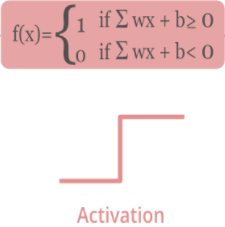 f(x)= { 1 if Σ wx + b ≥ 0
0 if Σ wx + b < 0
Activation